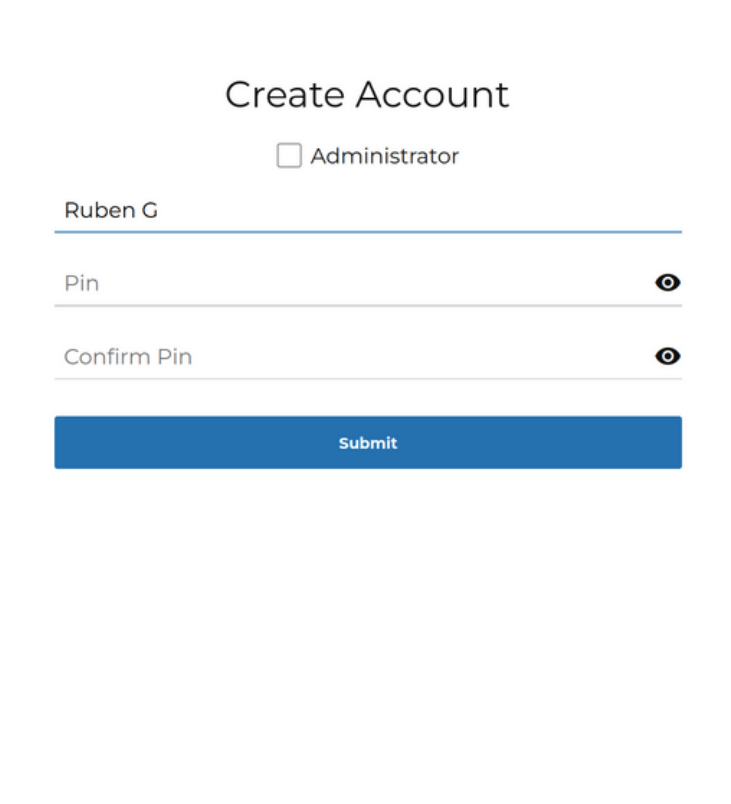 Create Account
Administrator
Ruben G
Pin
Confirm Pin
Submit